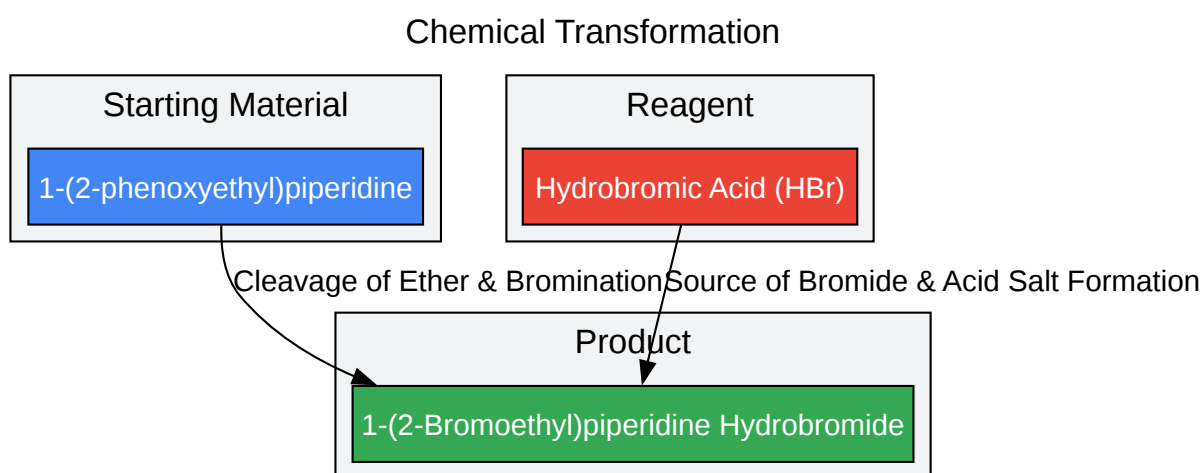 Chemical Transformation
Starting Material
Reagent
1-(2-phenoxyethyl)piperidine
Hydrobromic Acid (HBr)
Cleavage of Ether & Bromination
Source of Bromide & Acid Salt Formation
Product
1-(2-Bromoethyl)piperidine Hydrobromide